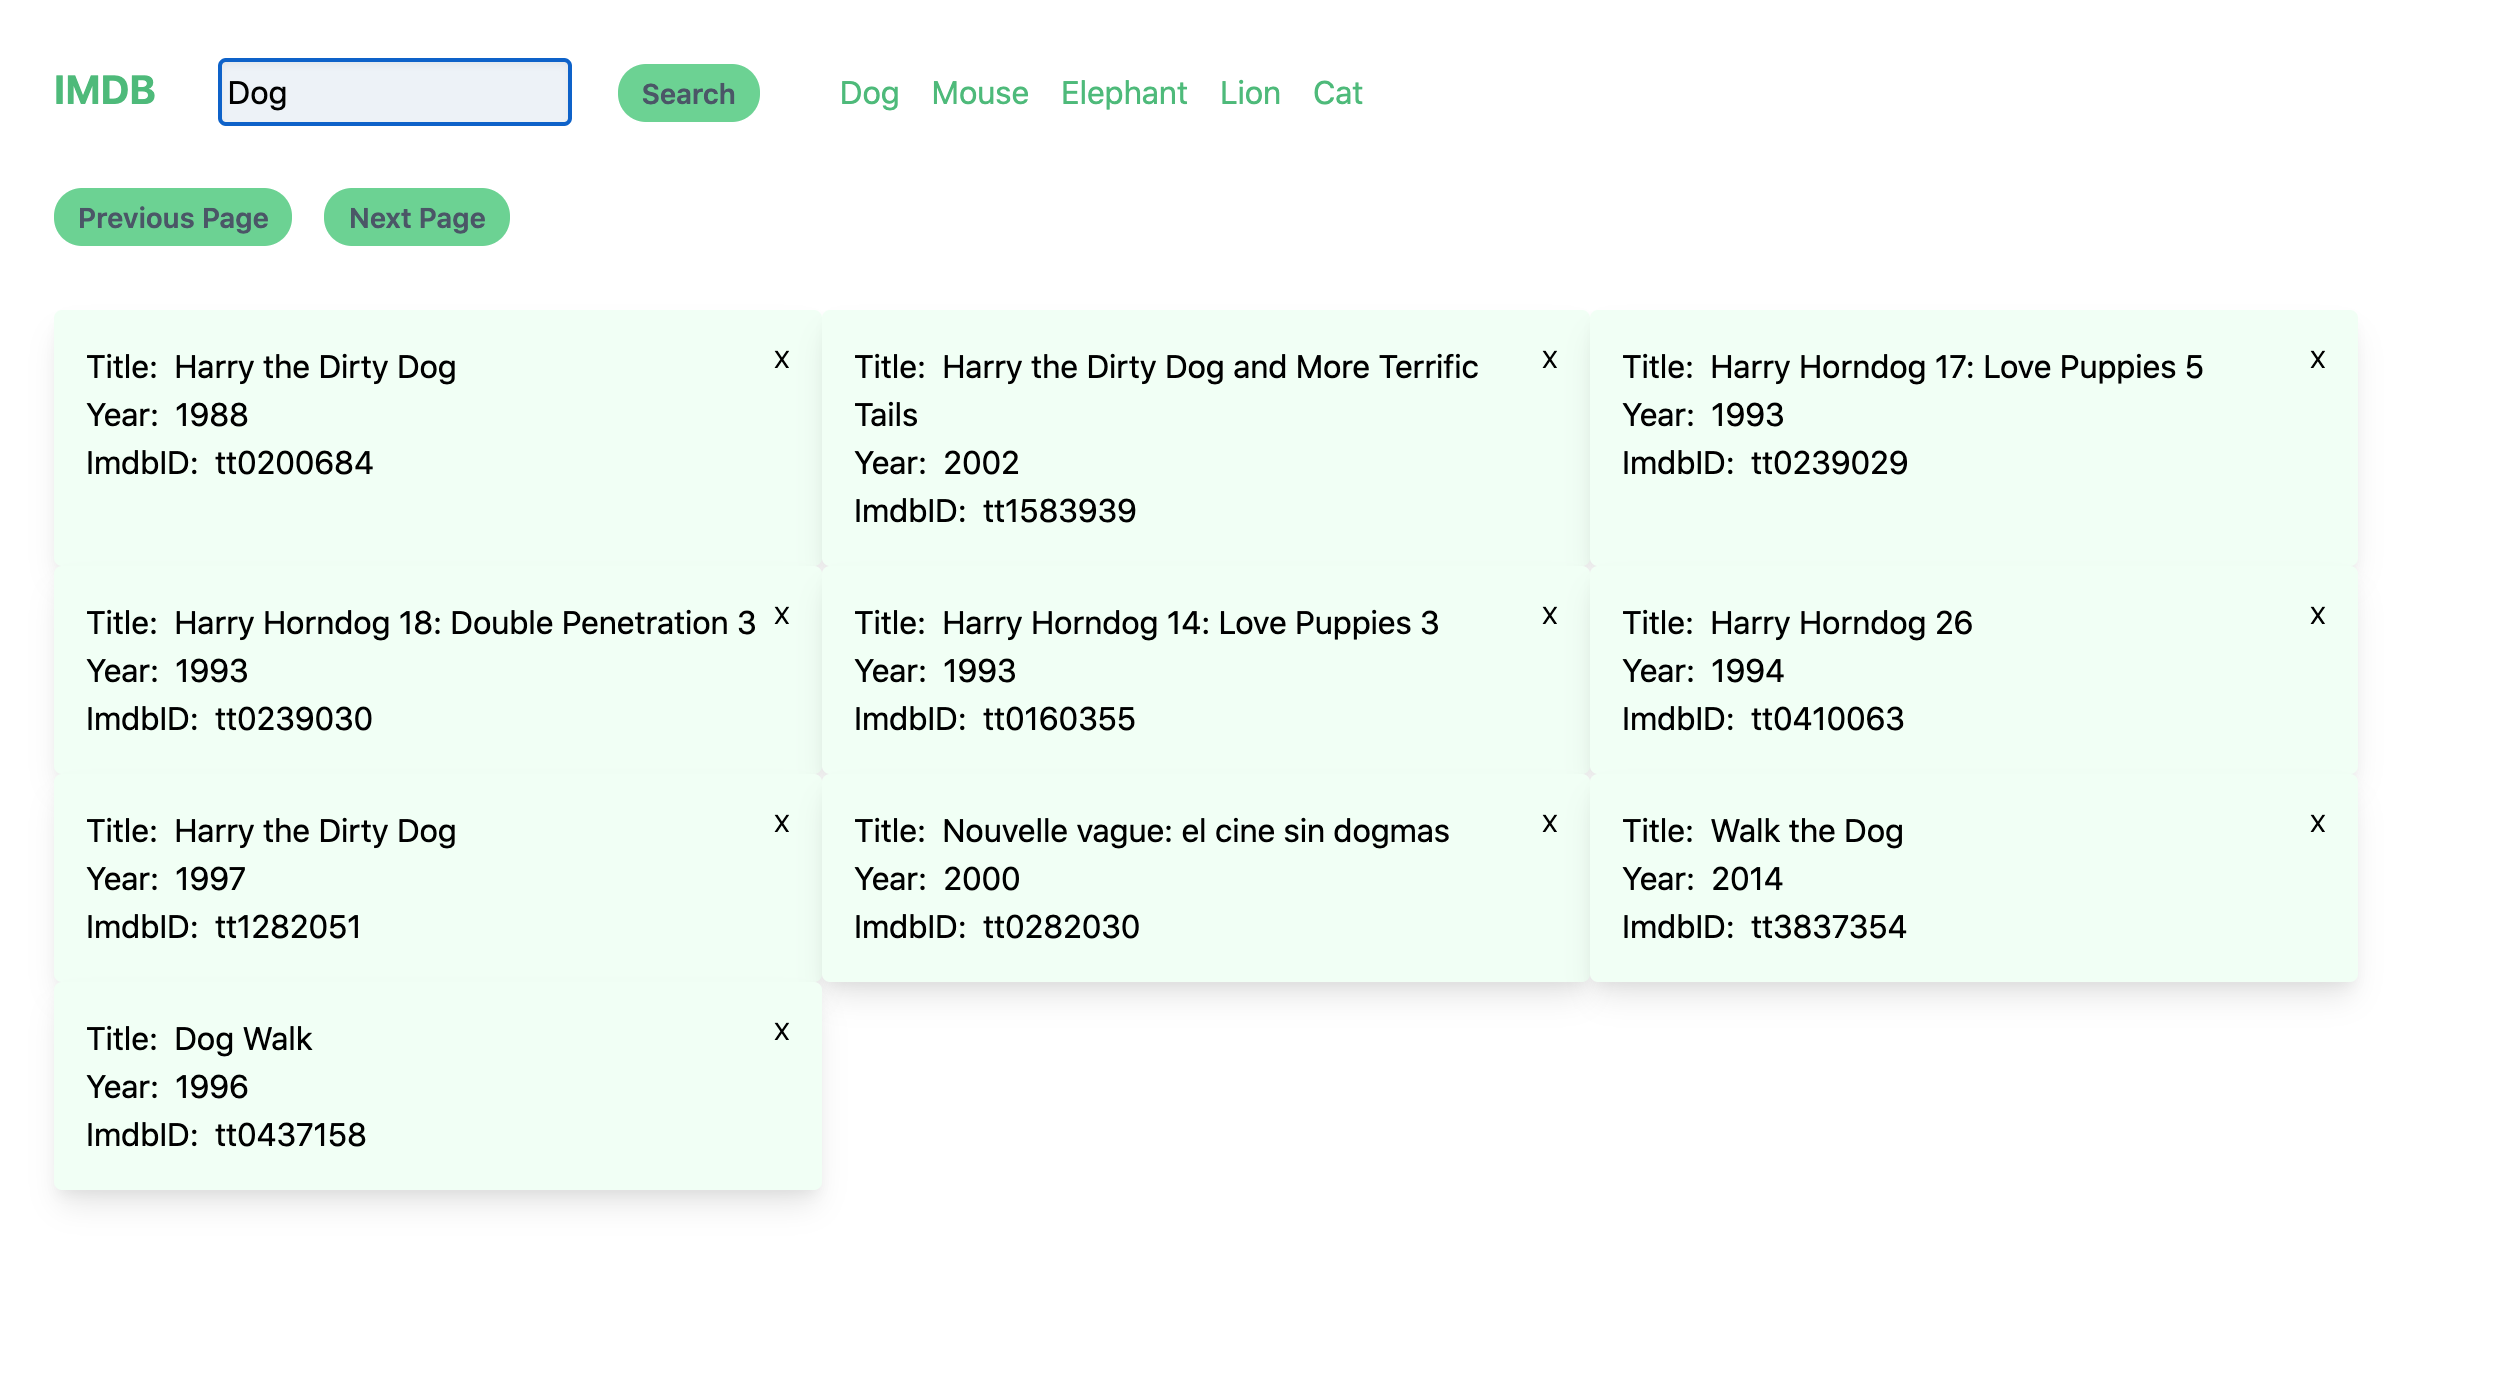 IMDB
Dog
Search
Dog Mouse Elephant Lion Cat
Previous Page
Next Page
Title: Harry the Dirty Dog
X
Year: 1988
ImdbID: tt0200684
Title: Harry the Dirty Dog and More Terrific
Tails
X
Year: 2002
ImdbID: tt1583939
Title: Harry Horndog 17: Love Puppies 5
X
Year: 1993
ImdbID: tt0239029
Title: Harry Horndog 18: Double Penetration 3
X
Year: 1993
ImdbID: tt0239030
Title: Harry Horndog 14: Love Puppies 3
X
Year: 1993
ImdbID: tt0160355
Title: Harry Horndog 26
X
Year: 1994
ImdbID: tt0410063
Title: Harry the Dirty Dog
X
Year: 1997
ImdbID: tt1282051
Title: Nouvelle vague: el cine sin dogmas
X
Year: 2000
ImdbID: tt0282030
Title: Walk the Dog
X
Year: 2014
ImdbID: tt3837354
Title: Dog Walk
X
Year: 1996
ImdbID: tt0437158